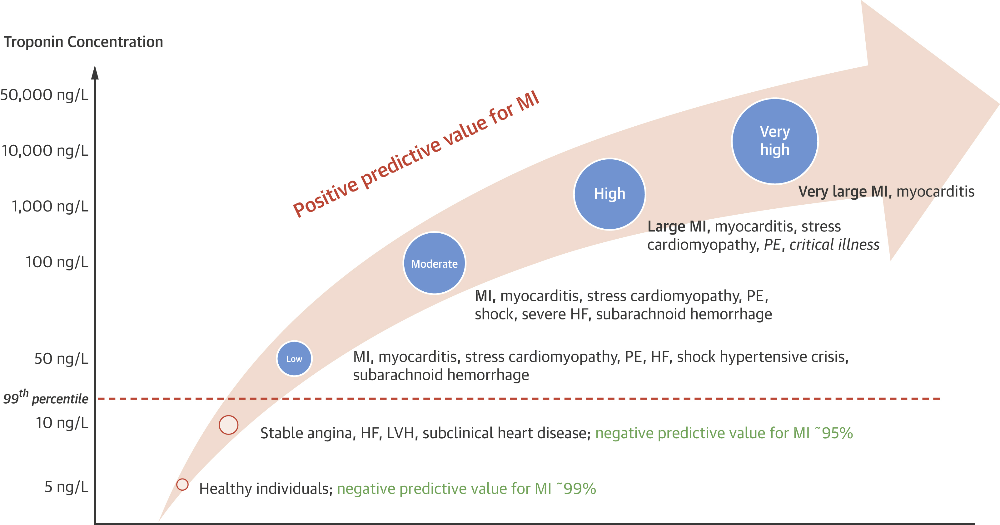 Troponin Concentration
50,000 ng/L
10,000 ng/L
1,000 ng/L
100 ng/L
50 ng/L
99th percentile
10 ng/L
5 ng/L
Positive predictive value for MI
Very
high
Very large MI, myocarditis
High
Large MI, myocarditis, stress
cardiomyopathy, PE, critical illness
Moderate
MI, myocarditis, stress cardiomyopathy, PE,
shock, severe HF, subarachnoid hemorrhage
Low
MI, myocarditis, stress cardiomyopathy, PE, HF, shock hypertensive crisis,
subarachnoid hemorrhage
Stable angina, HF, LVH, subclinical heart disease; negative predictive value for MI ~95%
Healthy individuals; negative predictive value for MI ~99%